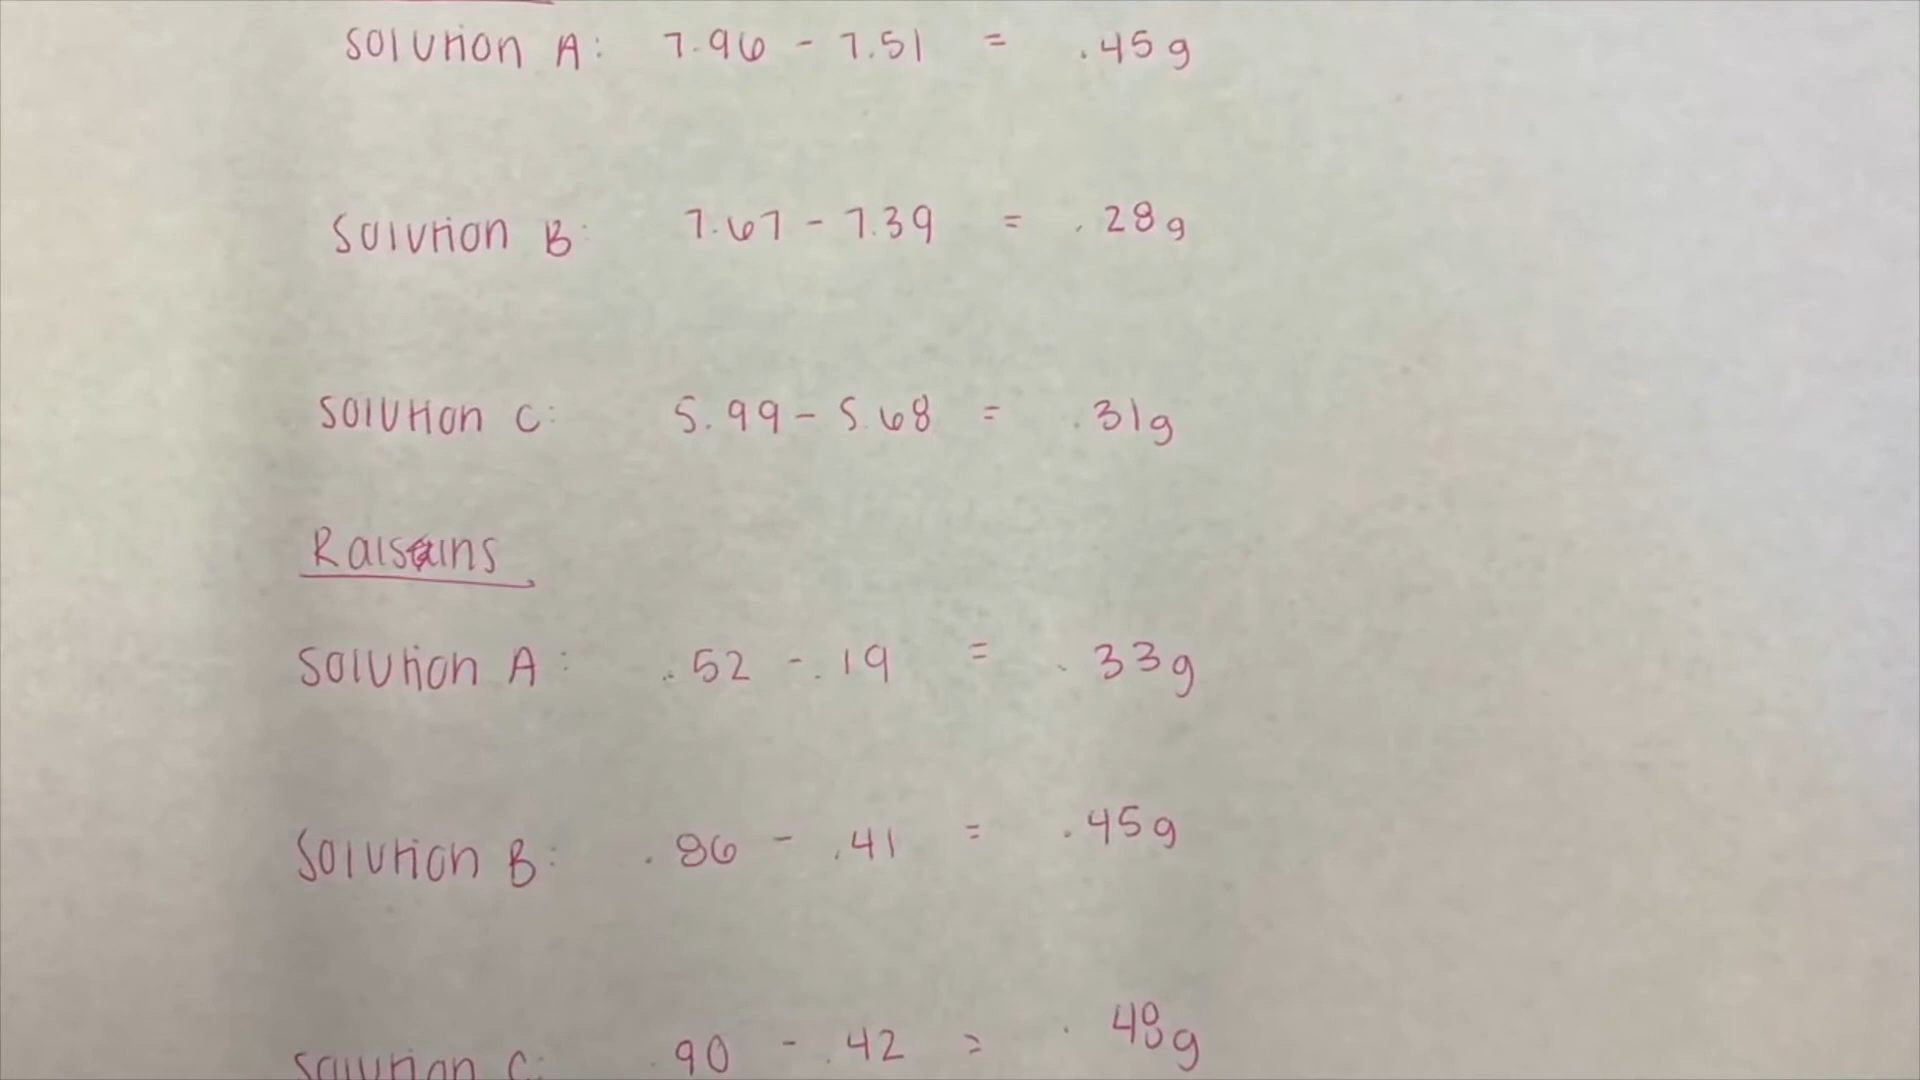 Solution A: 7.96 - 7.51 = .45g
Solution B: 7.67 - 7.39 = .28g
Solution C: 5.99 - 5.68 = .31g
Raisins
Solution A: .52 - .19 = .33g
Solution B: .86 - .41 = .45g
Solution C: .90 - .42 = .48g